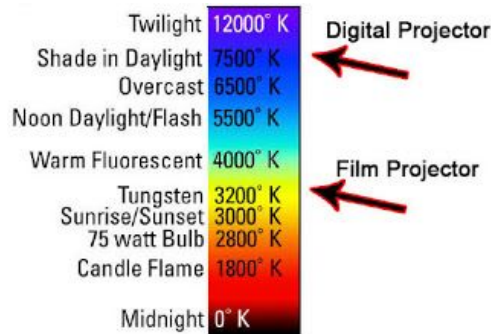 Twilight 12000° K
Digital Projector
Shade in Daylight 7500° K
Overcast 6500° K
Noon Daylight/Flash 5500° K
Warm Fluorescent 4000° K
Film Projector
Tungsten 3200° K
Sunrise/Sunset 3000° K
75 watt Bulb 2800° K
Candle Flame 1800° K
Midnight 0° K